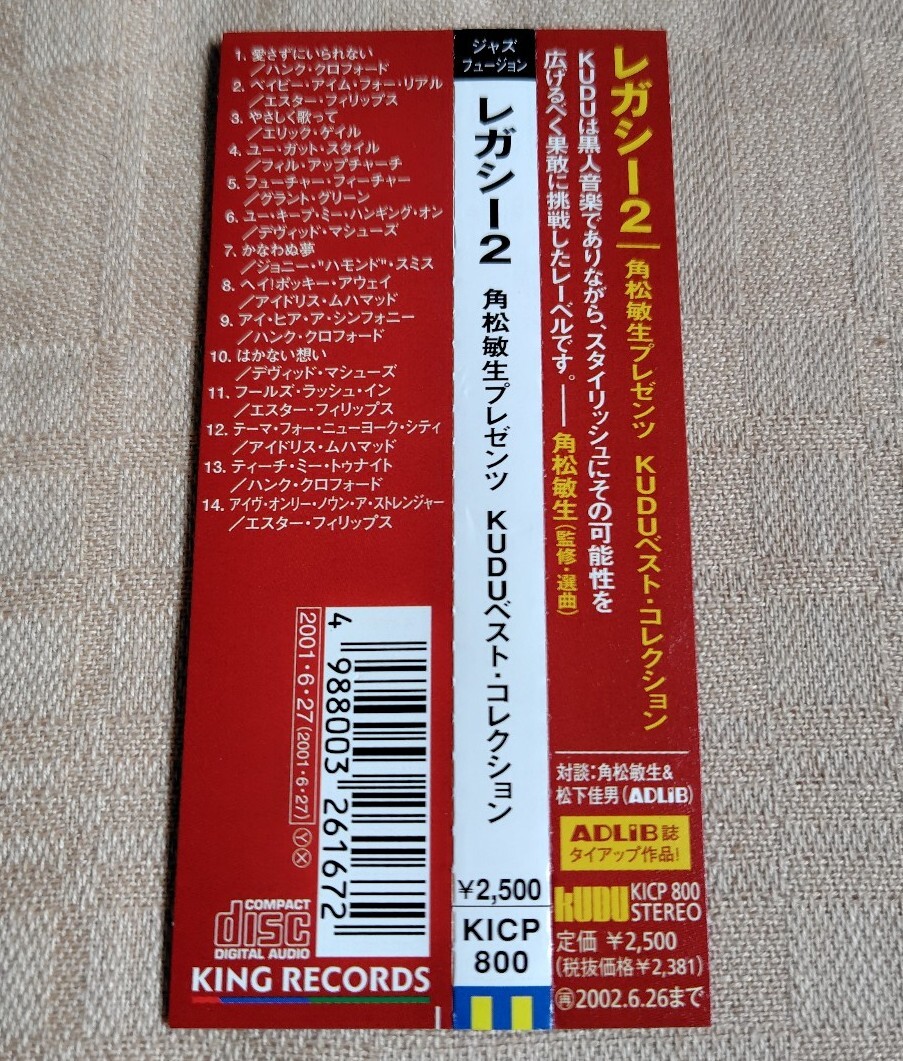 1. 愛さずにいられない
／ハンク・クロフォード
2. ベイビー・アイム・フォー・リアル
／エスター・フィリップス
3. やさしく歌って
／エリック・ゲイル
4. ユー・ガット・スタイル
／フィル・アップチャーチ
5. フューチャー・フィーチャー
／グラント・グリーン
6. ユー・キープ・ミー・ハンギング・オン
／デヴィッド・マシューズ
7. かなわぬ夢
／ジョニー・"ハモンド"・スミス
8. ヘイ!ポッキー・アウェイ
／アイドリス・ムハマッド
9. アイ・ヒア・ア・シンフォニー
／ハンク・クロフォード
10. はかない想い
／デヴィッド・マシューズ
11. フールズ・ラッシュ・イン
／エスター・フィリップス
12. テーマ・フォー・ニューヨーク・シティ
／アイドリス・ムハマッド
13. ティーチ・ミー・トゥナイト
／ハンク・クロフォード
14. アイヴ・オンリー・ノウン・ア・ストレンジャー
／エスター・フィリップス
4 988003 261672
2001・6・27(2001・6・27)
Ⓨ Ⓧ
COMPACT
disc
DIGITAL AUDIO
KING RECORDS
ジャズ
フュージョン
レガシー2 角松敏生プレゼンツ KUDUベスト・コレクション
¥2,500
KICP
800
レガシー2 角松敏生プレゼンツ KUDUベスト・コレクション
KUDUは黒人音楽でありながら、スタイリッシュにその可能性を
広げるべく果敢に挑戦したレーベルです。——角松敏生(監修・選曲)
対談:角松敏生&
松下佳男(ADLiB)
ADLiB誌
タイアップ作品!
KUDU
KICP 800
STEREO
定価 ¥2,500
(税抜価格¥2,381)
㊢2002.6.26まで